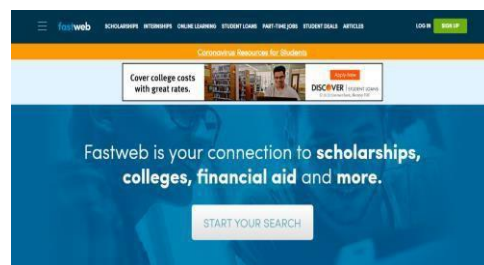 fastweb SCHOLARSHIPS INTERNSHIPS ONLINE LEARNING STUDENT LOANS PART-TIME JOBS STUDENT DEALS ARTICLES LOG IN SIGN UP
Coronavirus Resources for Students
Cover college costs
with great rates.
Apply Now
DISCOVER STUDENT LOANS
Fastweb is your connection to scholarships,
colleges, financial aid and more.
START YOUR SEARCH